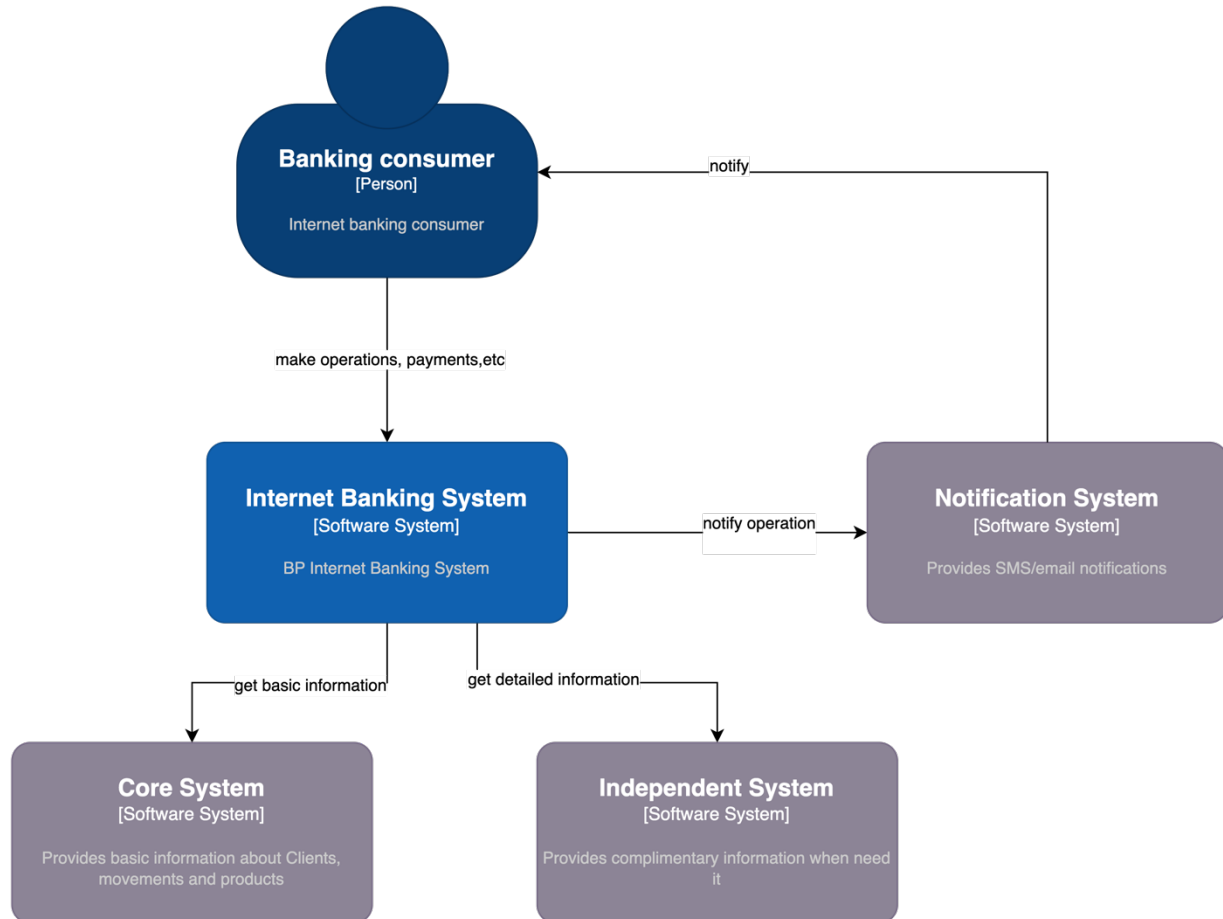 Banking consumer
[Person]
Internet banking consumer
notify
make operations, payments,etc
Internet Banking System
[Software System]
BP Internet Banking System
notify operation
Notification System
[Software System]
Provides SMS/email notifications
get basic information
get detailed information
Core System
[Software System]
Provides basic information about Clients,
movements and products
Independent System
[Software System]
Provides complimentary information when need
it